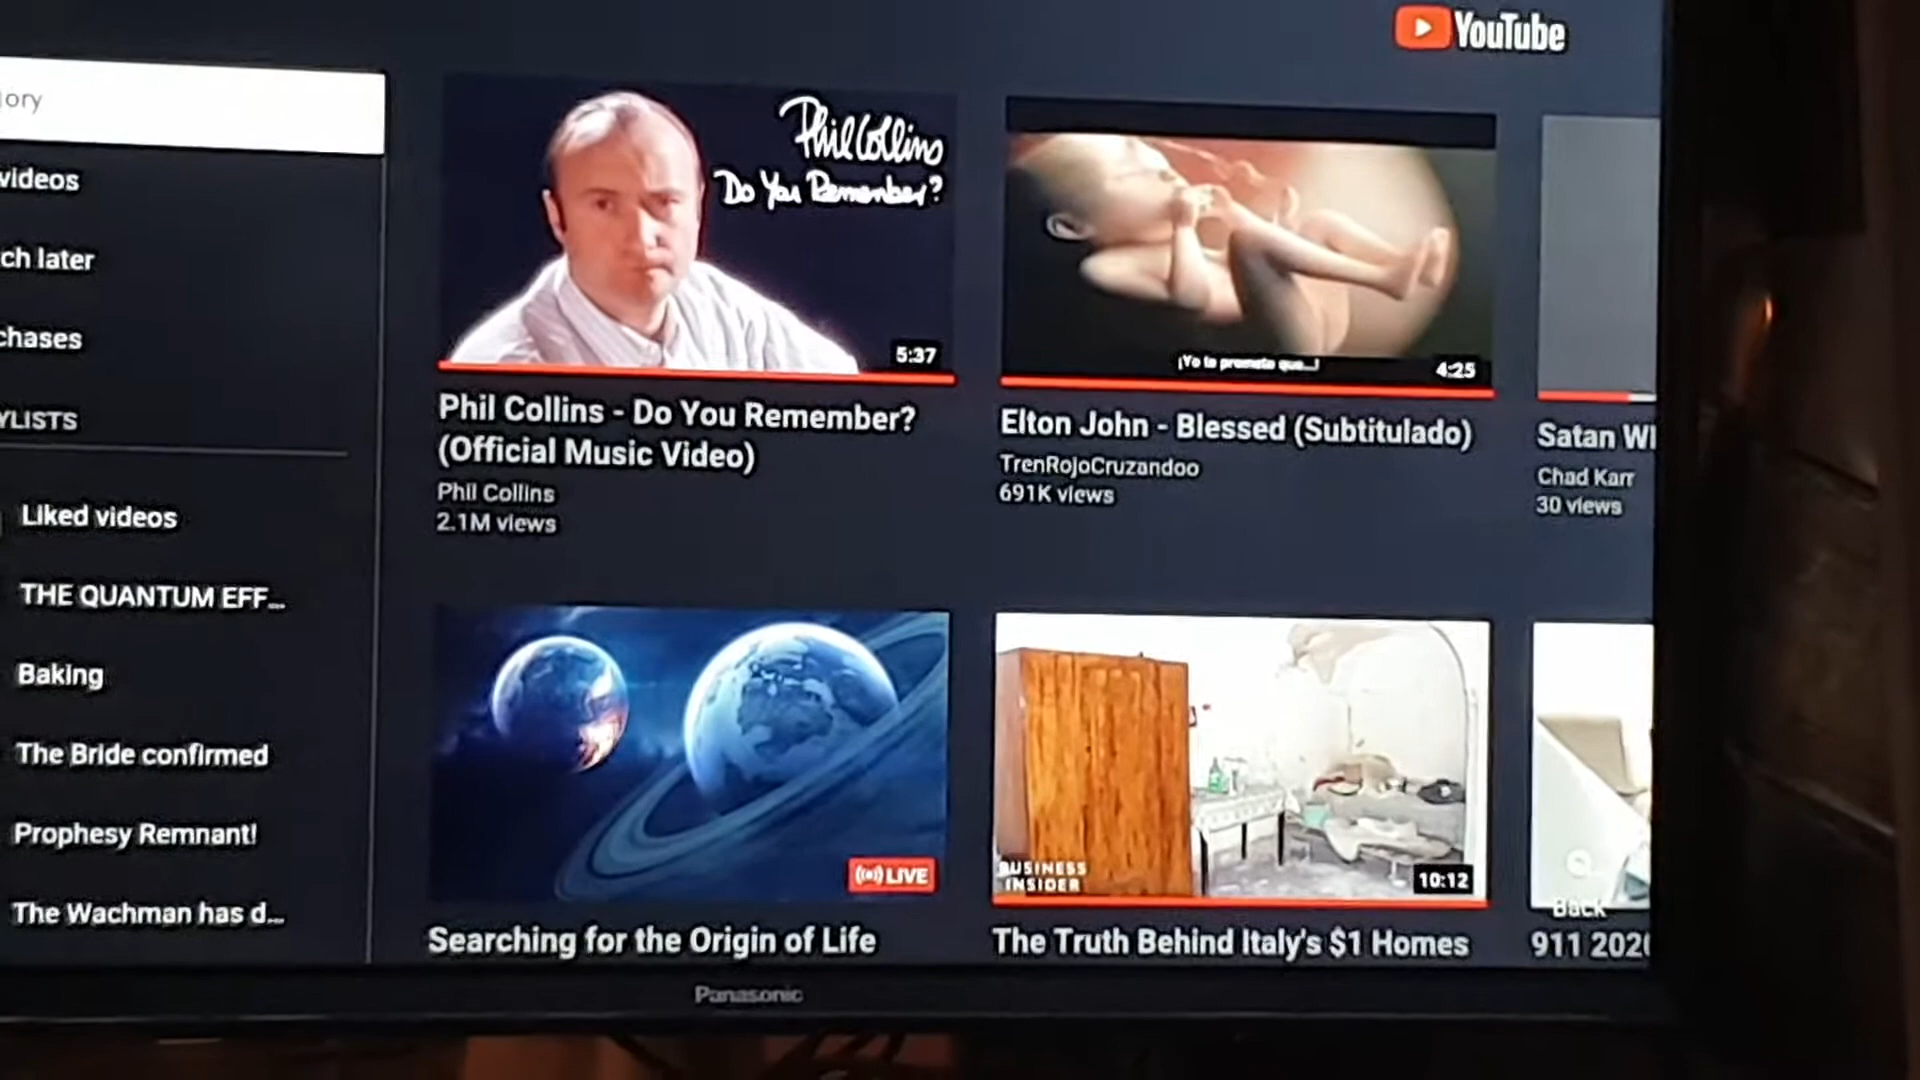 YouTube
ory
videos
ch later
chases
YLISTS
Liked videos
THE QUANTUM EFF...
Baking
The Bride confirmed
Prophesy Remnant!
The Wachman has d...
Phil Collins
Do You Remember?
5:37
Phil Collins - Do You Remember?
(Official Music Video)
Phil Collins
2.1M views
¡Yo te prometo que...!
4:25
Elton John - Blessed (Subtitulado)
TrenRojoCruzandoo
691K views
Satan Wi
Chad Karr
30 views
LIVE
Searching for the Origin of Life
BUSINESS
INSIDER
10:12
The Truth Behind Italy's $1 Homes
Back
911 202
Panasonic